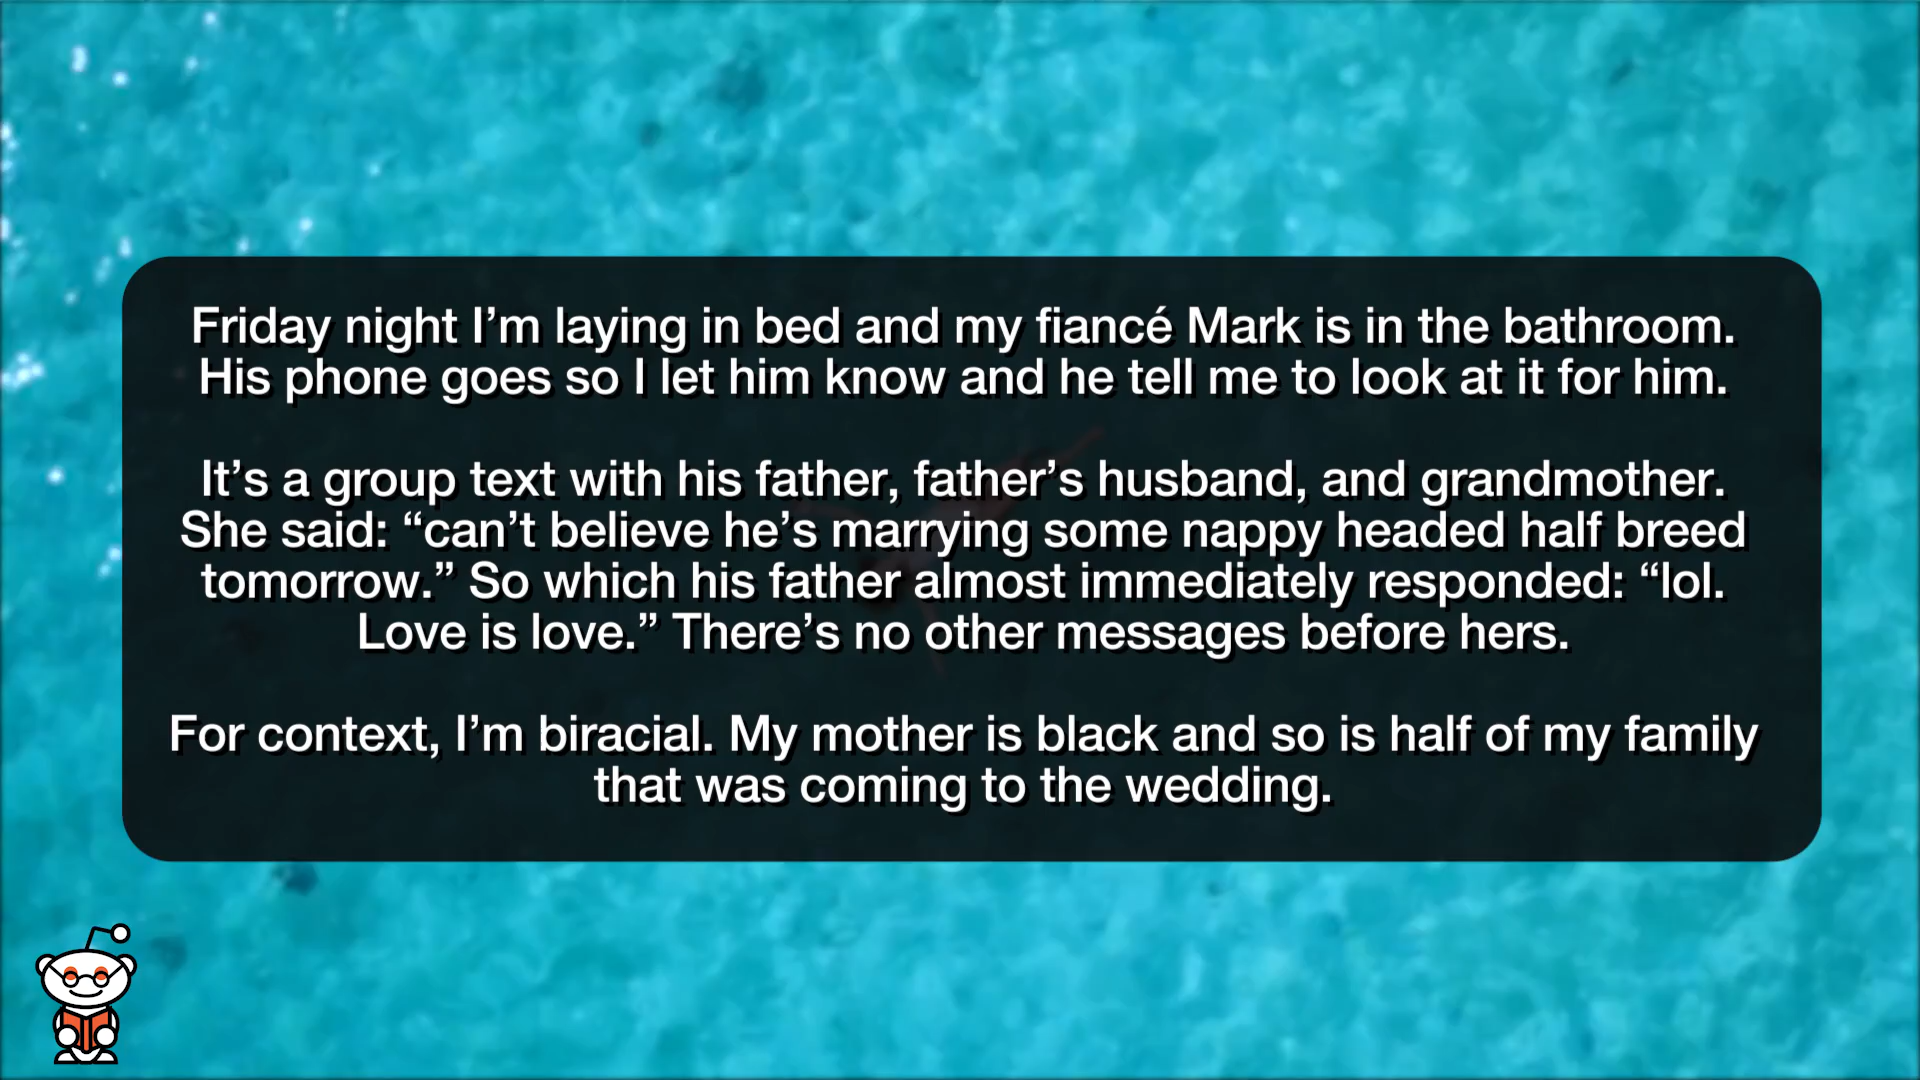 Friday night I’m laying in bed and my fiancé Mark is in the bathroom.
His phone goes so I let him know and he tell me to look at it for him.
It’s a group text with his father, father’s husband, and grandmother.
She said: “can’t believe he’s marrying some nappy headed half breed
tomorrow.” So which his father almost immediately responded: “lol.
Love is love.” There’s no other messages before hers.
For context, I’m biracial. My mother is black and so is half of my family
that was coming to the wedding.